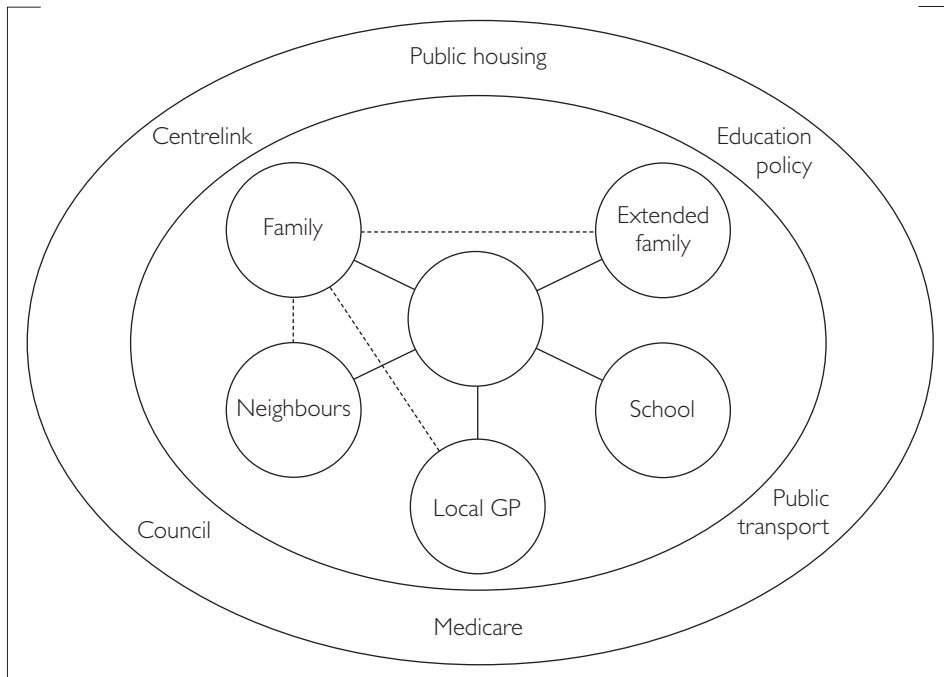 Public housing
Centrelink
Education
policy
Family
Extended
family
Neighbours
School
Local GP
Council
Public
transport
Medicare